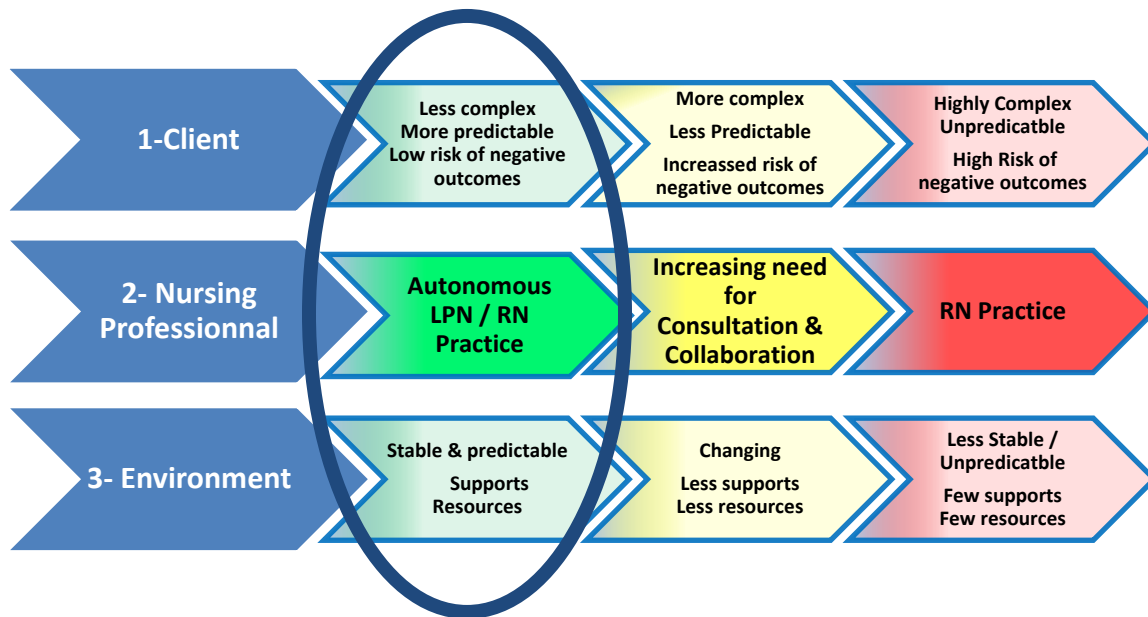 1-Client
Less complex
More predictable
Low risk of negative
outcomes
More complex
Less Predictable
Increassed risk of
negative outcomes
Highly Complex
Unpredicatble
High Risk of
negative outcomes
2- Nursing
Professionnal
Autonomous
LPN / RN
Practice
Increasing need
for
Consultation &
Collaboration
RN Practice
3- Environment
Stable & predictable
Supports
Resources
Changing
Less supports
Less resources
Less Stable /
Unpredicatble
Few supports
Few resources